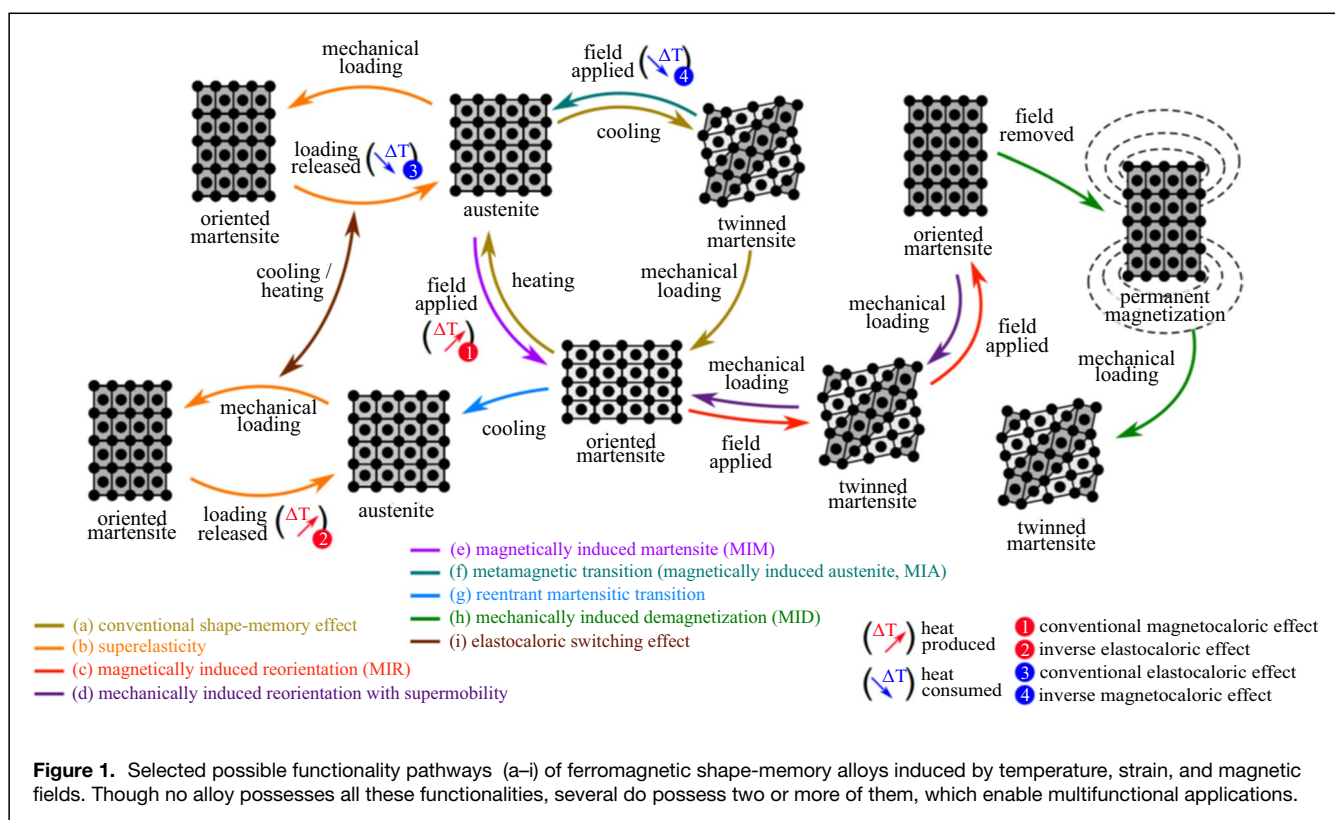 mechanical
loading
field
applied
(ΔT)
4
cooling
loading
released
(ΔT)
3
oriented
martensite
austenite
twinned
martensite
cooling /
heating
field
applied
(ΔT)
1
heating
mechanical
loading
mechanical
loading
oriented
martensite
austenite
loading
released
(ΔT)
2
cooling
oriented
martensite
mechanical
loading
field
applied
twinned
martensite
oriented
martensite
mechanical
loading
field
applied
field
removed
permanent
magnetization
mechanical
loading
twinned
martensite
(a) conventional shape-memory effect
(b) superelasticity
(c) magnetically induced reorientation (MIR)
(d) mechanically induced reorientation with supermobility
(e) magnetically induced martensite (MIM)
(f) metamagnetic transition (magnetically induced austenite, MIA)
(g) reentrant martensitic transition
(h) mechanically induced demagnetization (MID)
(i) elastocaloric switching effect
(ΔT) heat
produced
(ΔT) heat
consumed
1 conventional magnetocaloric effect
2 inverse elastocaloric effect
3 conventional elastocaloric effect
4 inverse magnetocaloric effect
Figure 1. Selected possible functionality pathways (a–i) of ferromagnetic shape-memory alloys induced by temperature, strain, and magnetic
fields. Though no alloy possesses all these functionalities, several do possess two or more of them, which enable multifunctional applications.